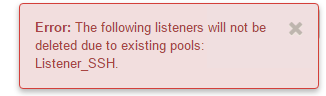 Error: The following listeners will not be
deleted due to existing pools:
Listener_SSH.